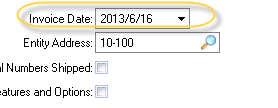 Invoice Date: 2013/6/16
Entity Address: 10-100
al Numbers Shipped:
eatures and Options: